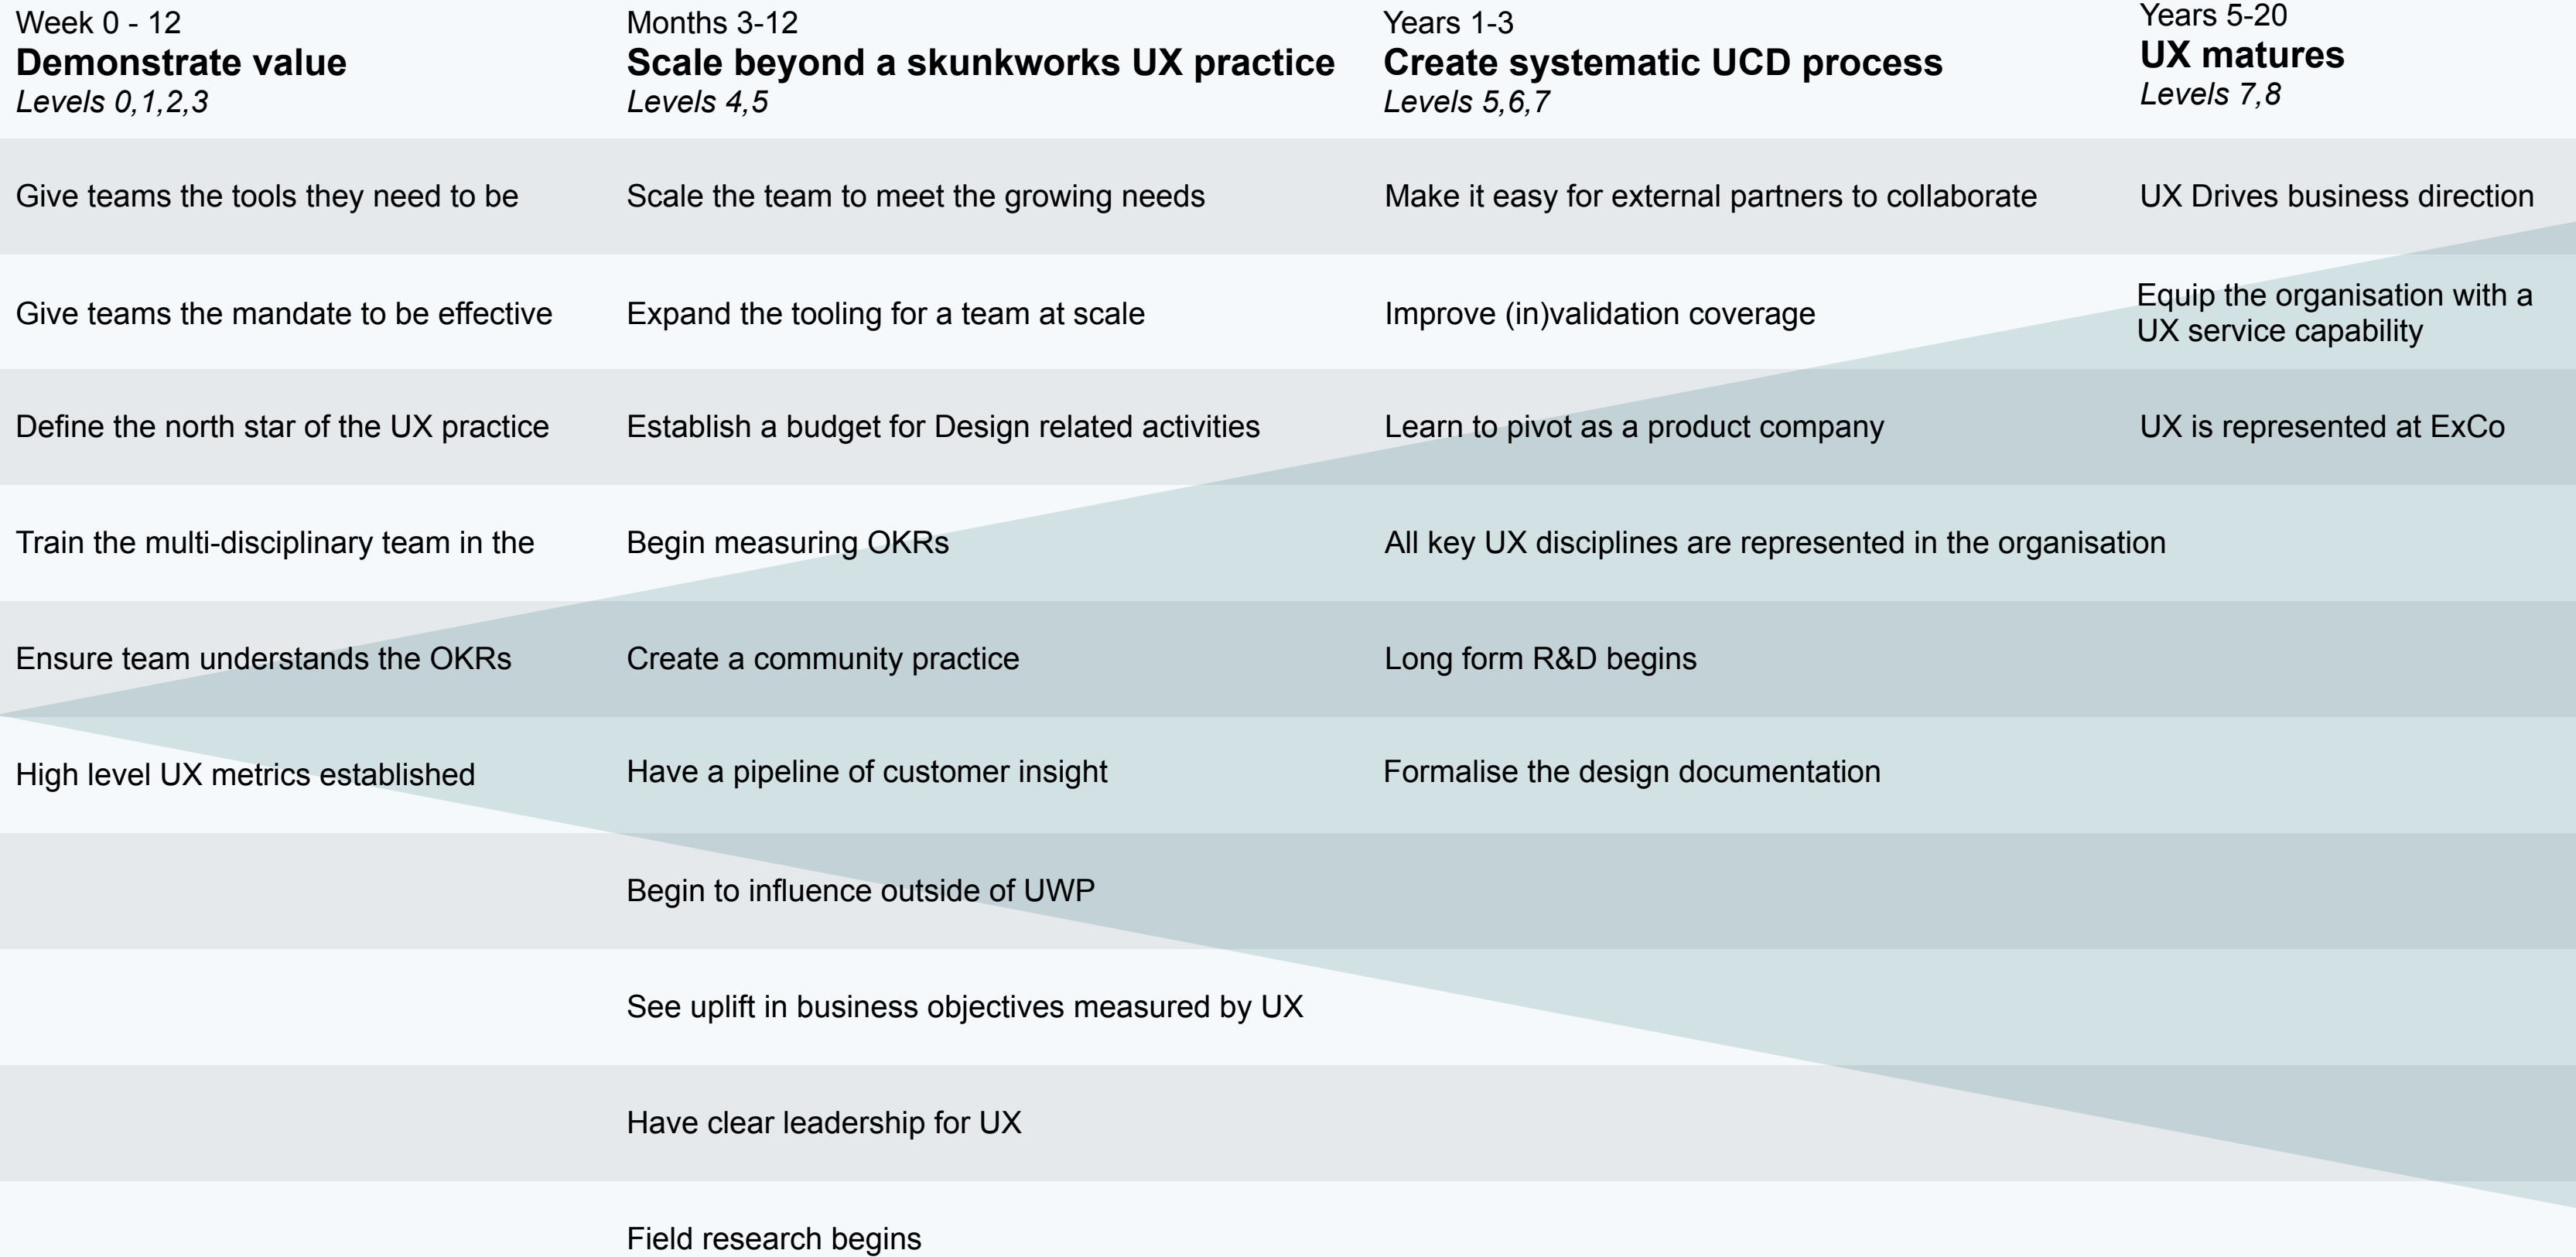 Week 0 - 12
Demonstrate value
Levels 0,1,2,3
Months 3-12
Scale beyond a skunkworks UX practice
Levels 4,5
Years 1-3
Create systematic UCD process
Levels 5,6,7
Years 5-20
UX matures
Levels 7,8
Give teams the tools they need to be
Scale the team to meet the growing needs
Make it easy for external partners to collaborate
UX Drives business direction
Give teams the mandate to be effective
Expand the tooling for a team at scale
Improve (in)validation coverage
Equip the organisation with a
UX service capability
Define the north star of the UX practice
Establish a budget for Design related activities
Learn to pivot as a product company
UX is represented at ExCo
Train the multi-disciplinary team in the
Begin measuring OKRs
All key UX disciplines are represented in the organisation
Ensure team understands the OKRs
Create a community practice
Long form R&D begins
High level UX metrics established
Have a pipeline of customer insight
Formalise the design documentation
Begin to influence outside of UWP
See uplift in business objectives measured by UX
Have clear leadership for UX
Field research begins